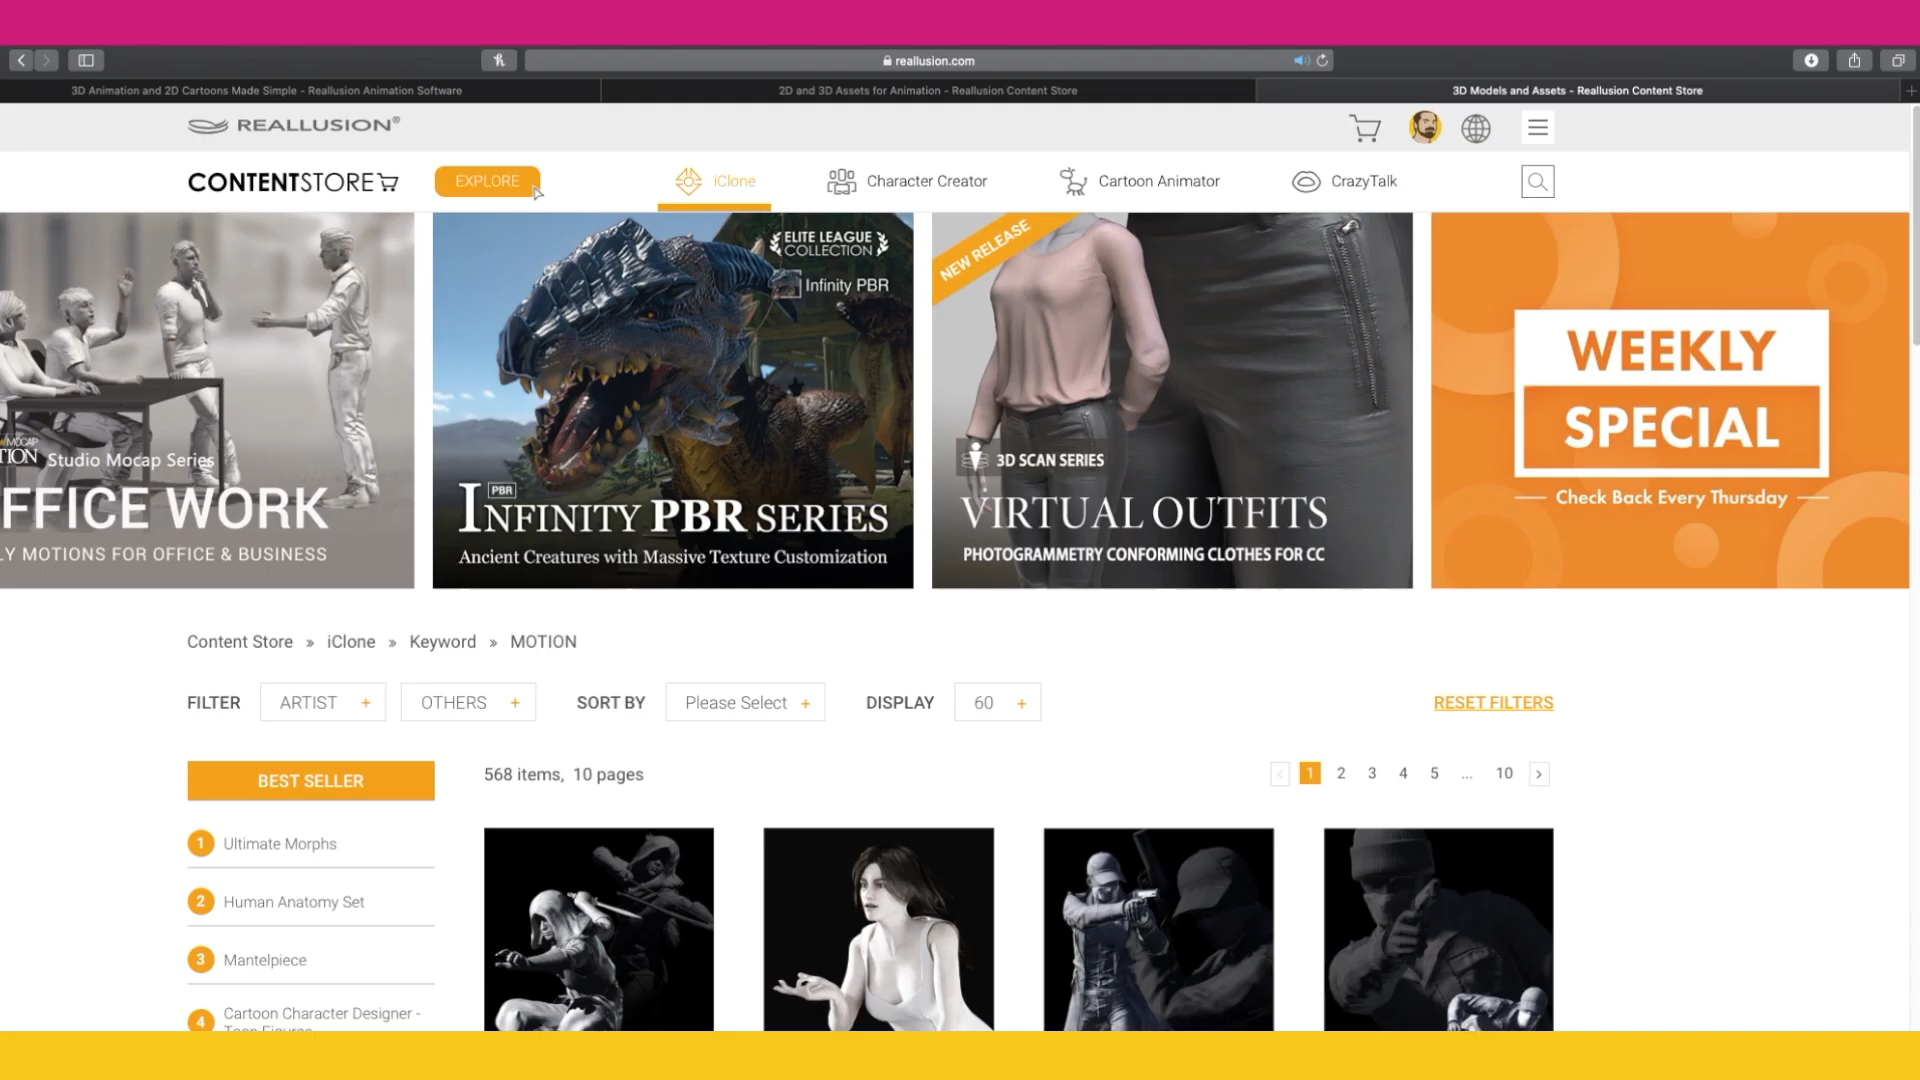 reallusion.com
3D Animation and 2D Cartoons Made Simple - Reallusion Animation Software
2D and 3D Assets for Animation - Reallusion Content Store
3D Models and Assets - Reallusion Content Store
REALLUSION®
CONTENTSTORE
EXPLORE
iClone
Character Creator
Cartoon Animator
CrazyTalk
MOCAP
TION Studio Mocap Series
FFICE WORK
LY MOTIONS FOR OFFICE & BUSINESS
ELITE LEAGUE
COLLECTION
Infinity PBR
PBR
INFINITY PBR SERIES
Ancient Creatures with Massive Texture Customization
NEW RELEASE
3D SCAN SERIES
VIRTUAL OUTFITS
PHOTOGRAMMETRY CONFORMING CLOTHES FOR CC
WEEKLY
SPECIAL
Check Back Every Thursday
Content Store » iClone » Keyword » MOTION
FILTER ARTIST + OTHERS + SORT BY Please Select + DISPLAY 60 + RESET FILTERS
BEST SELLER
568 items, 10 pages
‹ 1 2 3 4 5 ... 10 ›
1 Ultimate Morphs
2 Human Anatomy Set
3 Mantelpiece
4 Cartoon Character Designer -
Toon Figures